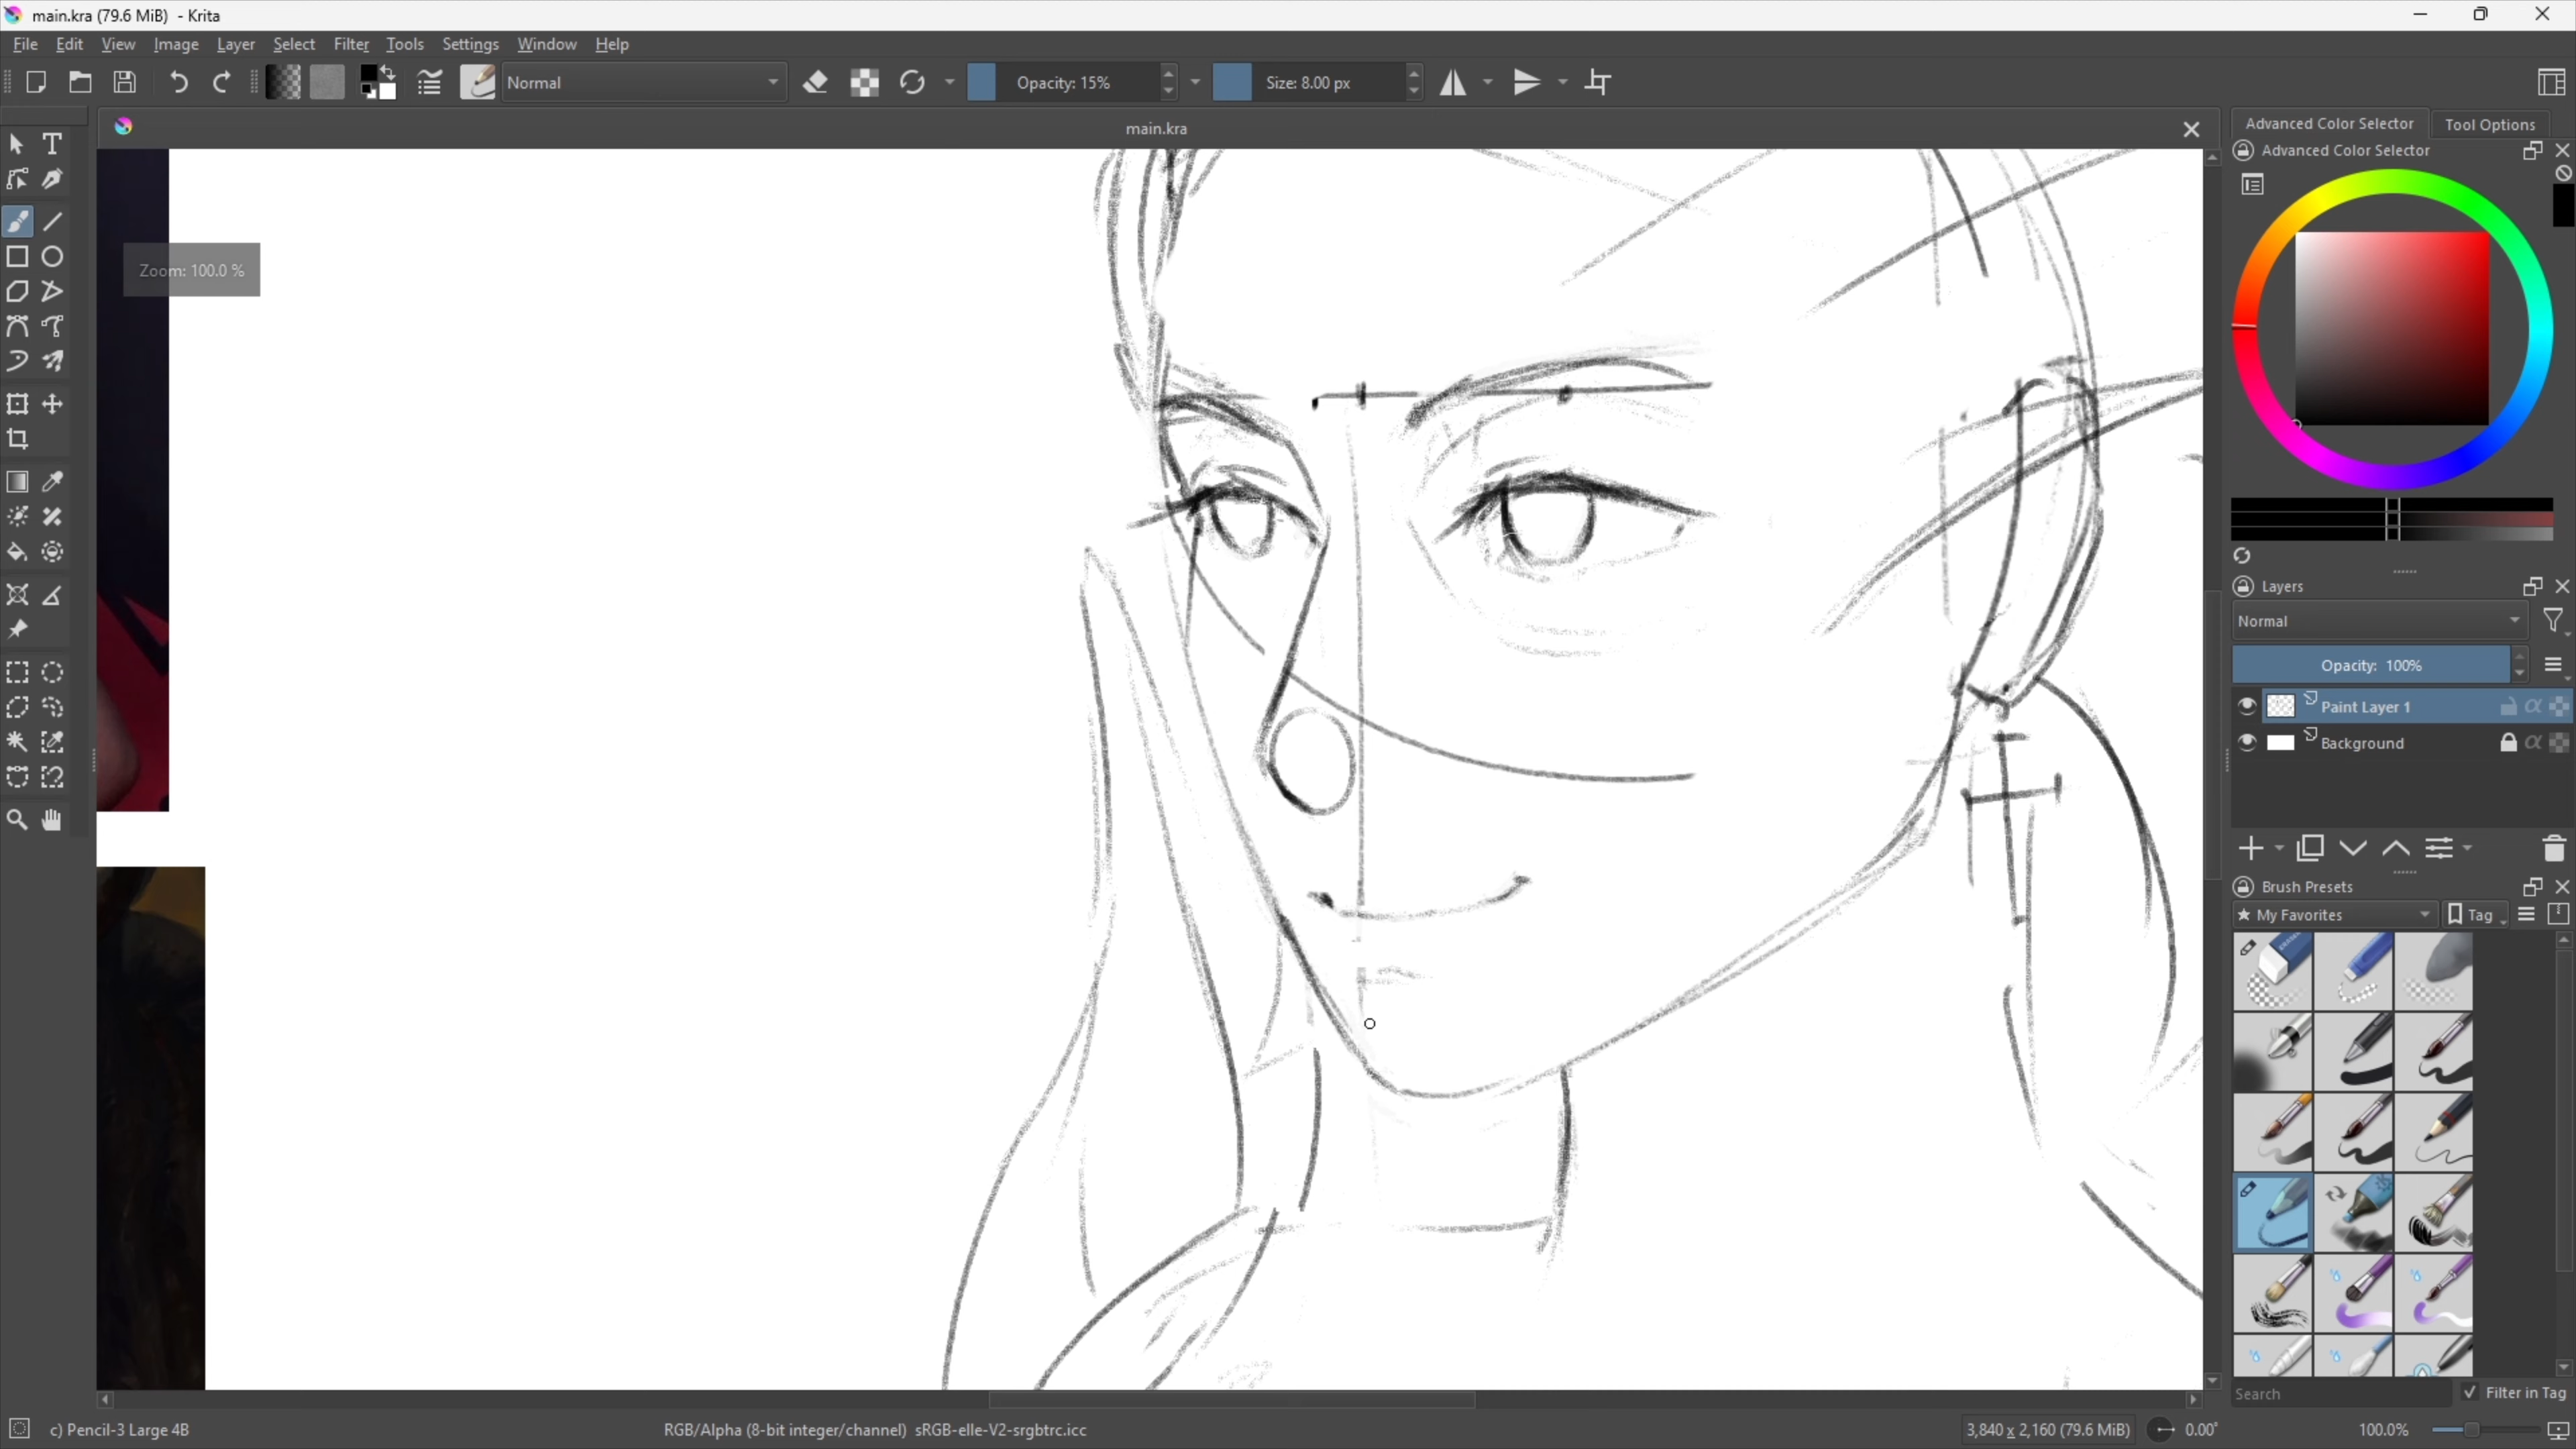 main.kra (79.6 MiB)  - Krita
File Edit View Image Layer Select Filter Tools Settings Window Help
Normal
Opacity: 15%
Size: 8.00 px
main.kra
Zoom: 100.0 %
Advanced Color Selector
Tool Options
Advanced Color Selector
Layers
Normal
Opacity: 100%
Paint Layer 1
Background
Brush Presets
★ My Favorites
Tag
Search
Filter in Tag
c) Pencil-3 Large 4B
RGB/Alpha (8-bit integer/channel)  sRGB-elle-V2-srgbtrc.icc
3,840 x 2,160 (79.6 MiB)
0.00°
100.0%